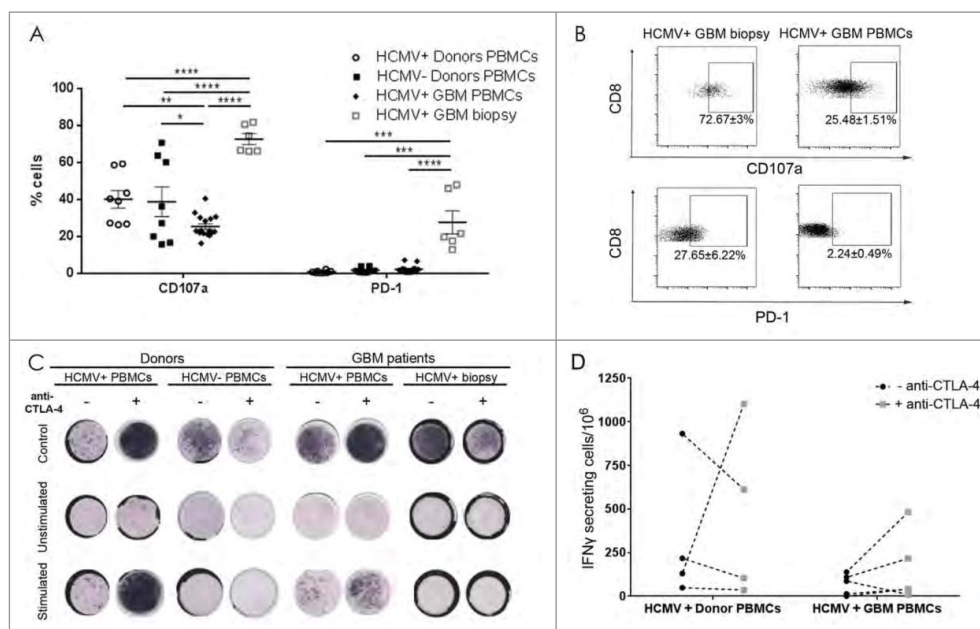 A
HCMV+ Donors PBMCs
HCMV- Donors PBMCs
HCMV+ GBM PBMCs
HCMV+ GBM biopsy
****
****
** ****
*
***
***
****
% cells
100
80
60
40
20
0
CD107a PD-1
B
HCMV+ GBM biopsy HCMV+ GBM PBMCs
CD8
72.67±3% 25.48±1.51%
CD107a
CD8
27.65±6.22% 2.24±0.49%
PD-1
C
Donors GBM patients
HCMV+ PBMCs HCMV- PBMCs HCMV+ PBMCs HCMV+ biopsy
anti-
CTLA-4 - + - + - + - +
Control
Unstimulated
Stimulated
D
- anti-CTLA-4
+ anti-CTLA-4
IFNγ secreting cells/10⁶
1250
1000
750
500
250
0
HCMV + Donor PBMCs HCMV + GBM PBMCs